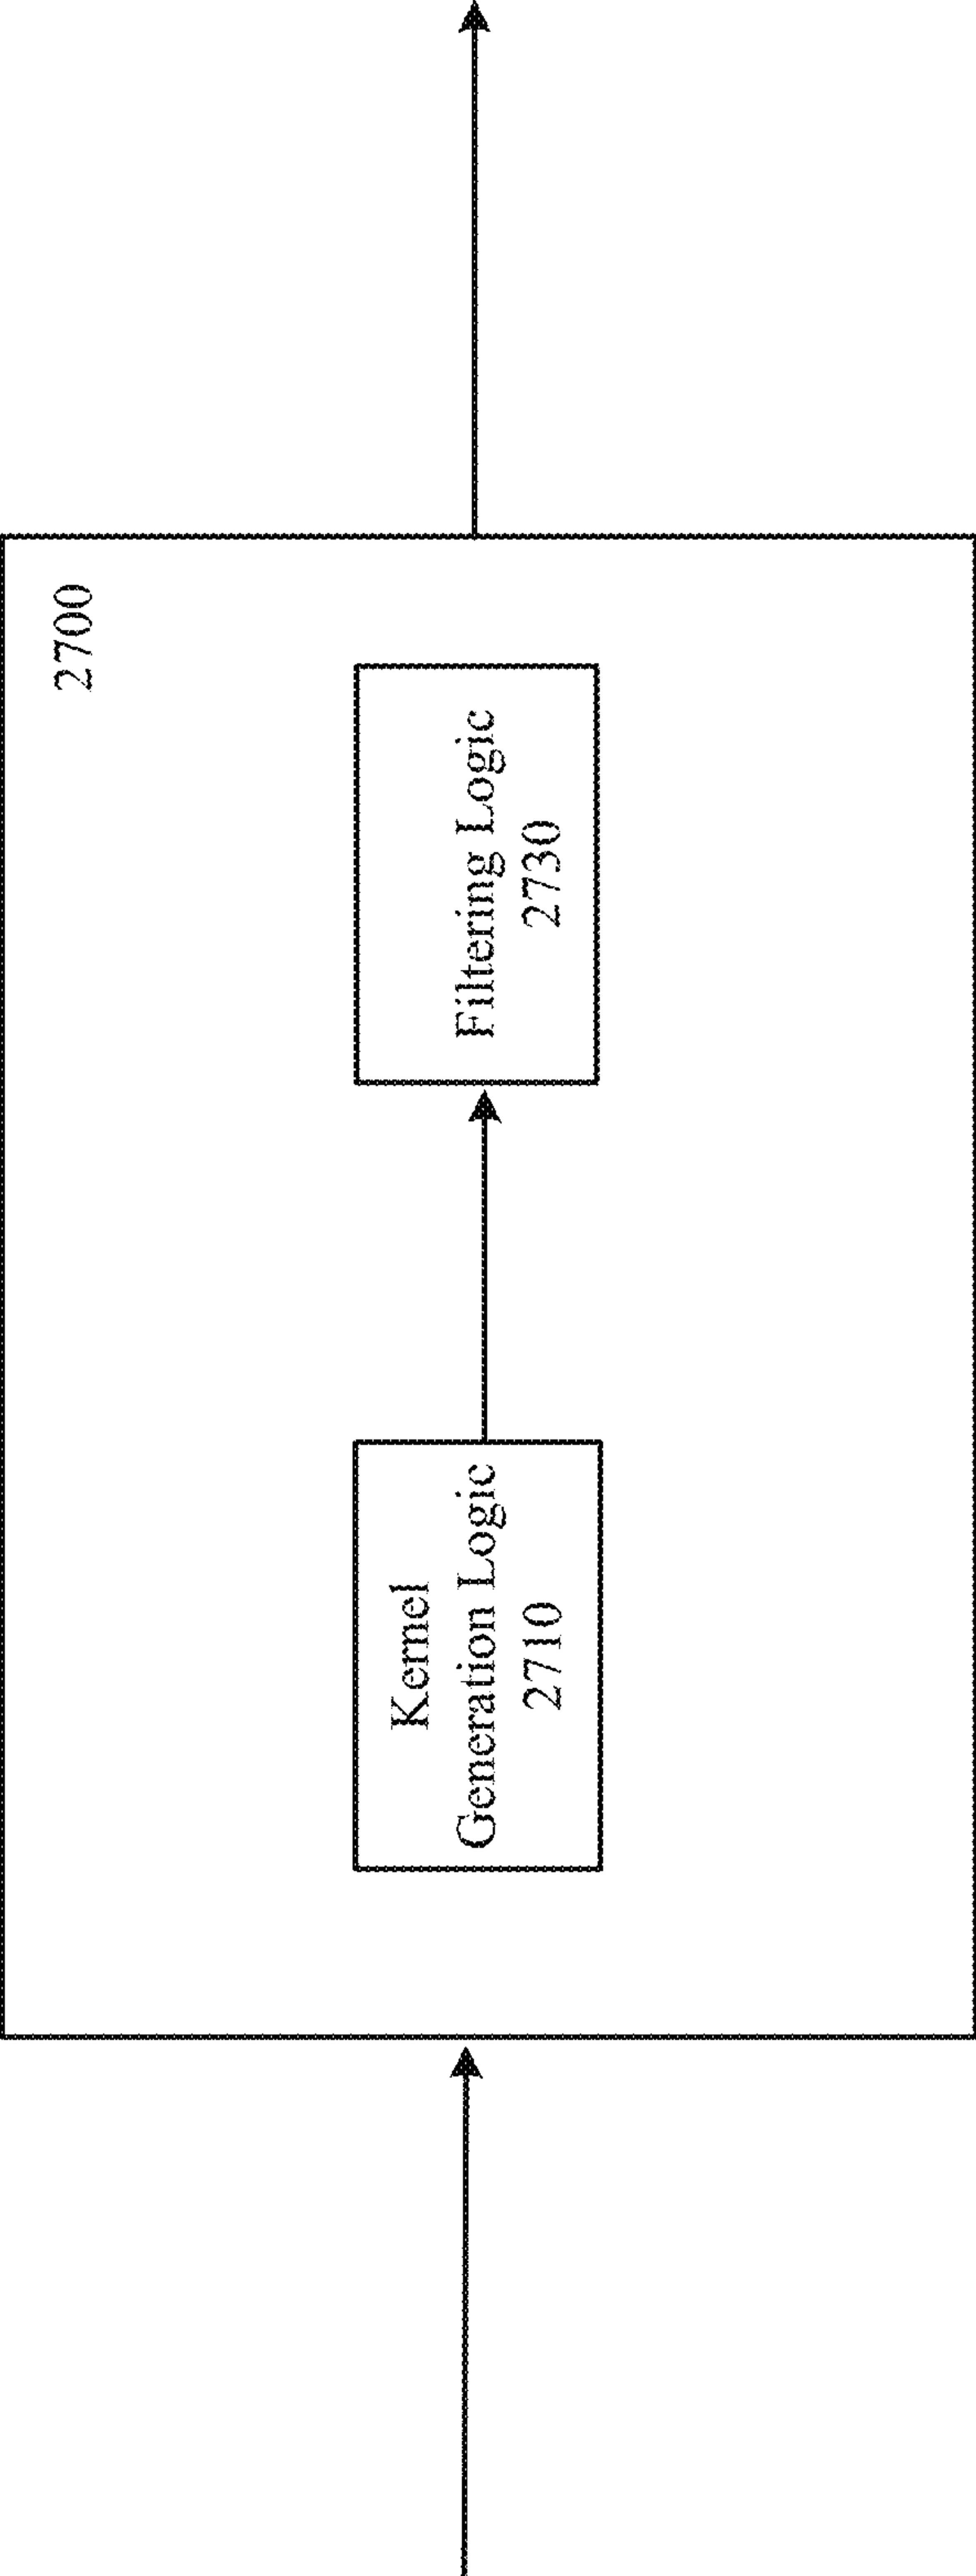 2700
Kernel
Generation Logic
2710
Filtering Logic
2730